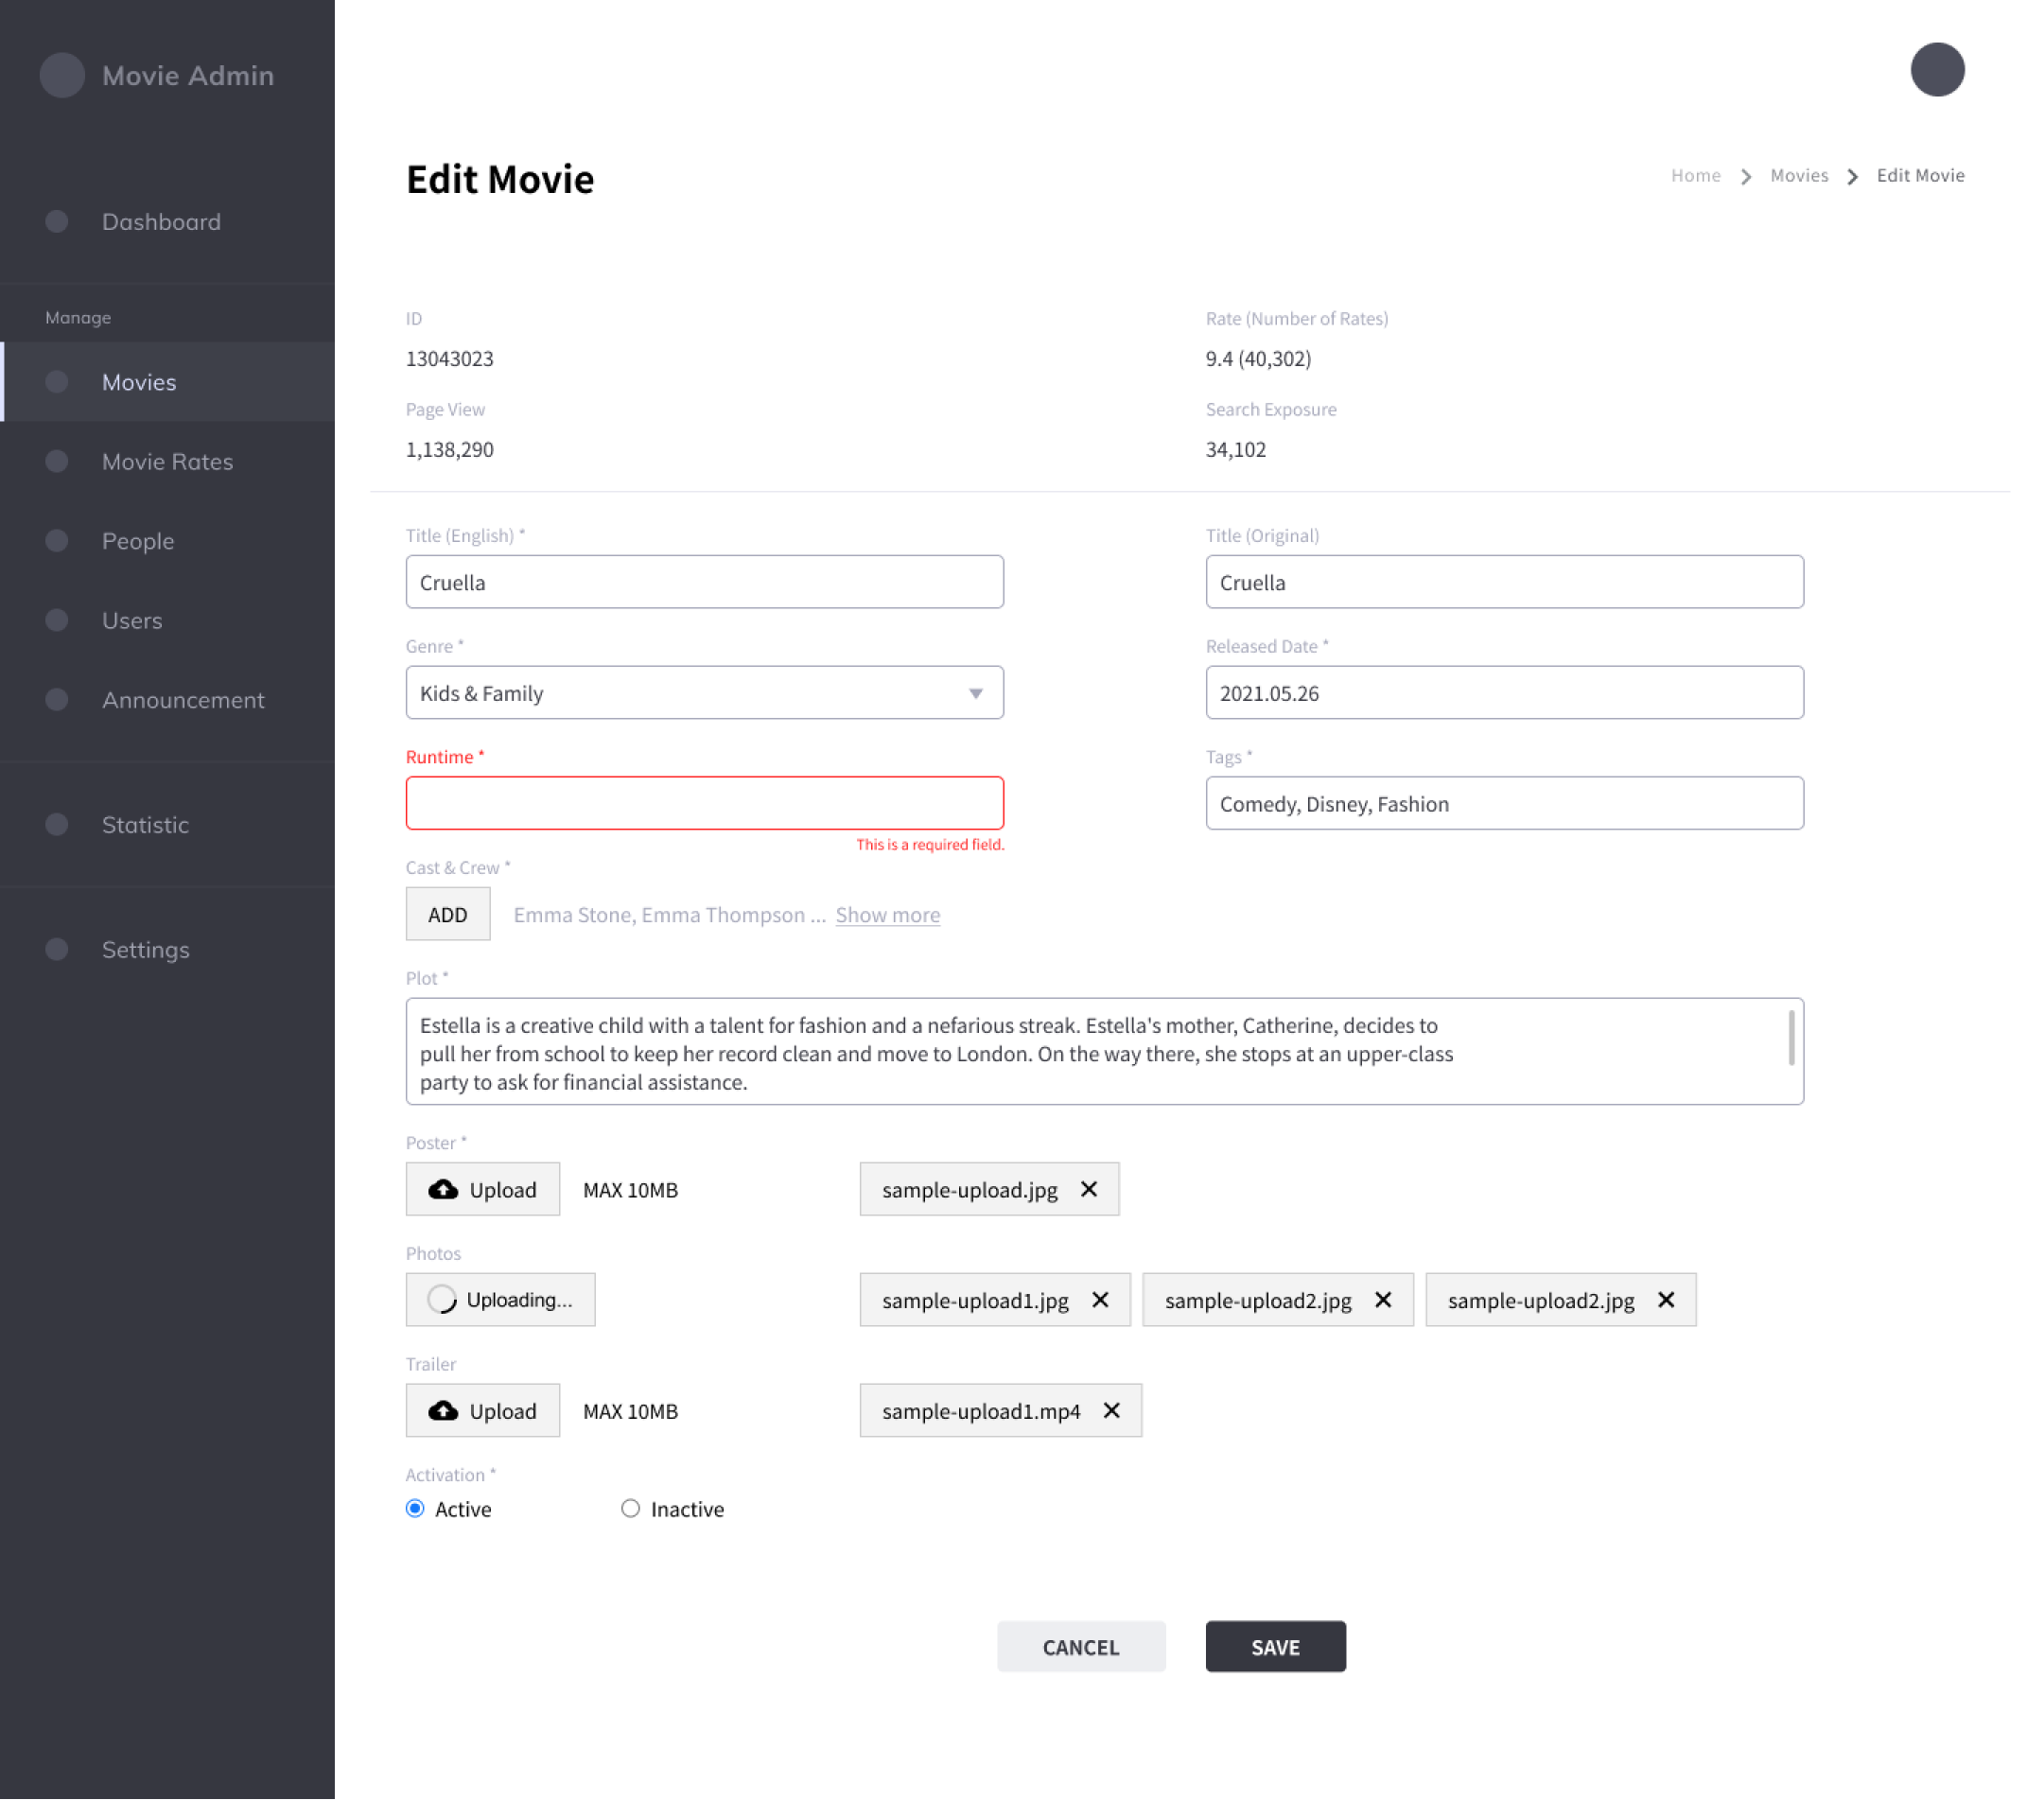 Movie Admin
Dashboard
Manage
Movies
Movie Rates
People
Users
Announcement
Statistic
Settings
Edit Movie
Home > Movies > Edit Movie
ID
13043023
Rate (Number of Rates)
9.4 (40,302)
Page View
1,138,290
Search Exposure
34,102
Title (English) *
Cruella
Title (Original)
Cruella
Genre *
Kids & Family
Released Date *
2021.05.26
Runtime *
This is a required field.
Tags *
Comedy, Disney, Fashion
Cast & Crew *
ADD Emma Stone, Emma Thompson ... Show more
Plot *
Estella is a creative child with a talent for fashion and a nefarious streak. Estella's mother, Catherine, decides to
pull her from school to keep her record clean and move to London. On the way there, she stops at an upper-class
party to ask for financial assistance.
Poster *
Upload MAX 10MB sample-upload.jpg
Photos
Uploading... sample-upload1.jpg sample-upload2.jpg sample-upload2.jpg
Trailer
Upload MAX 10MB sample-upload1.mp4
Activation *
Active Inactive
CANCEL SAVE